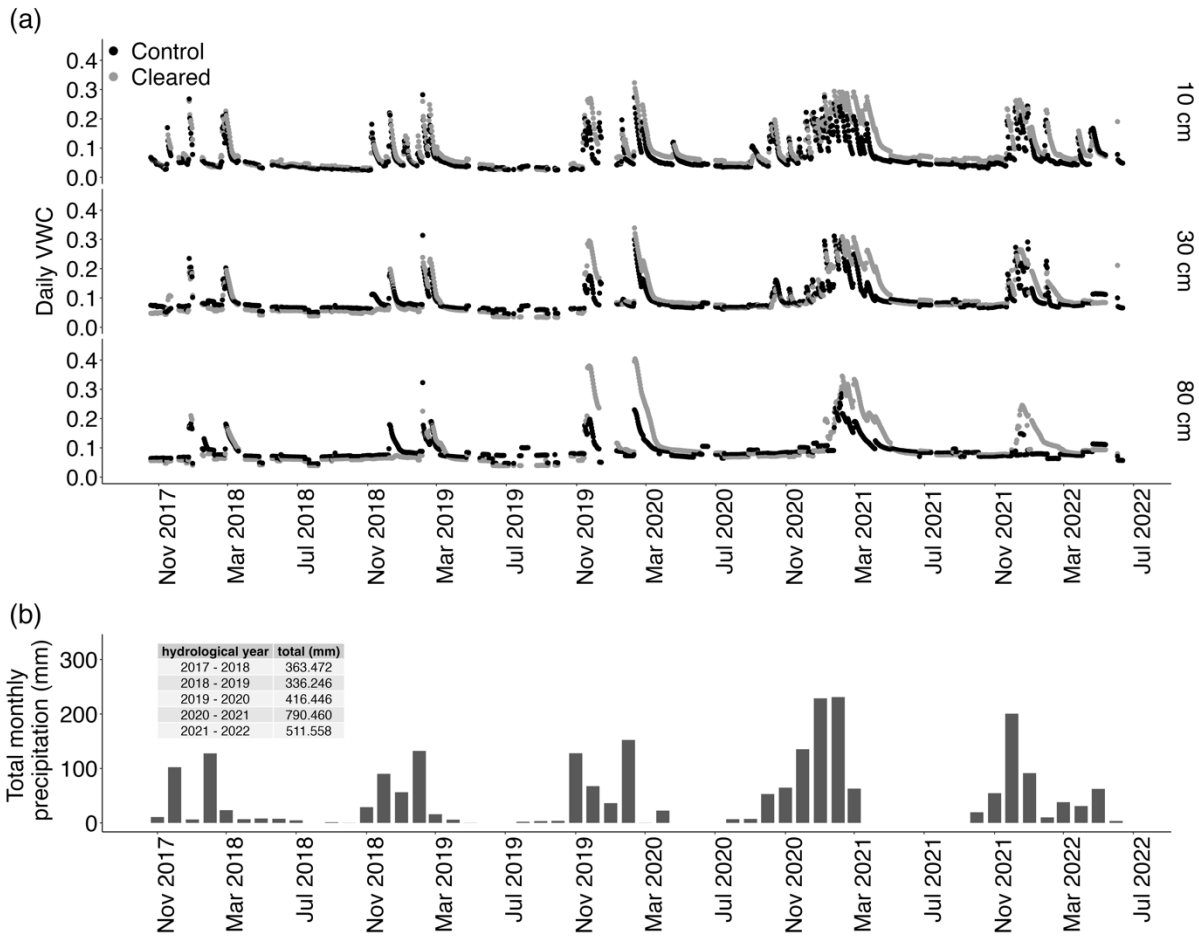 (a)
Control
Cleared
0.4
0.3
0.2
0.1
0.0
10 cm
0.4
0.3
0.2
0.1
0.0
30 cm
0.4
0.3
0.2
0.1
0.0
80 cm
Daily VWC
Nov 2017
Mar 2018
Jul 2018
Nov 2018
Mar 2019
Jul 2019
Nov 2019
Mar 2020
Jul 2020
Nov 2020
Mar 2021
Jul 2021
Nov 2021
Mar 2022
Jul 2022
(b)
Total monthly
precipitation (mm)
300
200
100
0
hydrological year total (mm)
2017 - 2018 363.472
2018 - 2019 336.246
2019 - 2020 416.446
2020 - 2021 790.460
2021 - 2022 511.558
Nov 2017
Mar 2018
Jul 2018
Nov 2018
Mar 2019
Jul 2019
Nov 2019
Mar 2020
Jul 2020
Nov 2020
Mar 2021
Jul 2021
Nov 2021
Mar 2022
Jul 2022